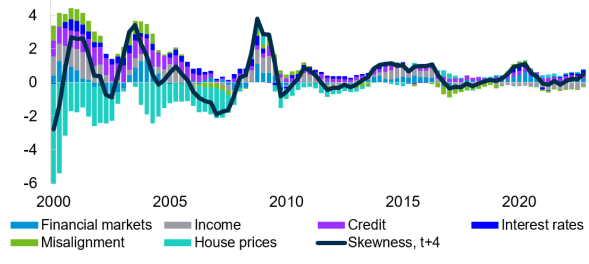 4
2
0
-2
-4
-6
2000 2005 2010 2015 2020
Financial markets Income Credit Interest rates
Misalignment House prices Skewness, t+4